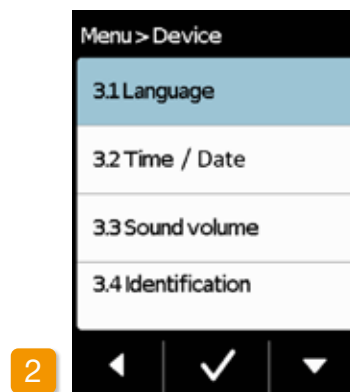 Menu > Device
3.1 Language
3.2 Time / Date
3.3 Sound volume
3.4 Identification
2